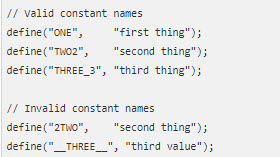 // Valid constant names
define("ONE",     "first thing");
define("TWO2",    "second thing");
define("THREE_3", "third thing");

// Invalid constant names
define("2TWO",    "second thing");
define("__THREE__", "third value");